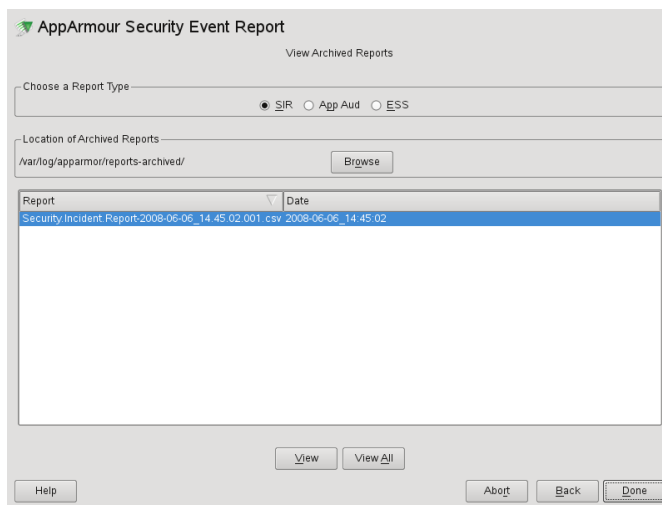 AppArmour Security Event Report
View Archived Reports
Choose a Report Type
SIR App Aud ESS
Location of Archived Reports
/var/log/apparmor/reports-archived/ Browse
Report Date
Security.Incident.Report-2008-06-06_14.45.02.001.csv 2008-06-06_14:45:02
View View All
Help Abort Back Done